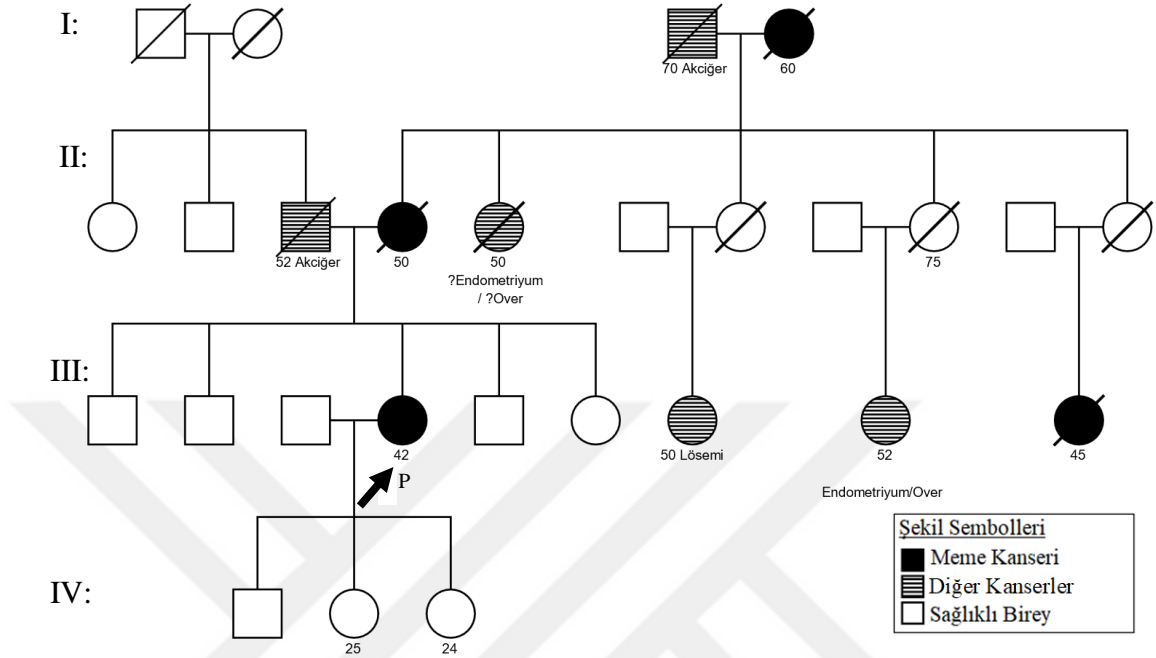 I:
70 Akciğer
60
II:
52 Akciğer
50
50
?Endometriyum
/ ?Over
75
III:
42
P
50 Lösemi
52
45
Endometriyum/Over
Şekil Sembolleri
Meme Kanseri
Diğer Kanserler
Sağlıklı Birey
IV:
25
24